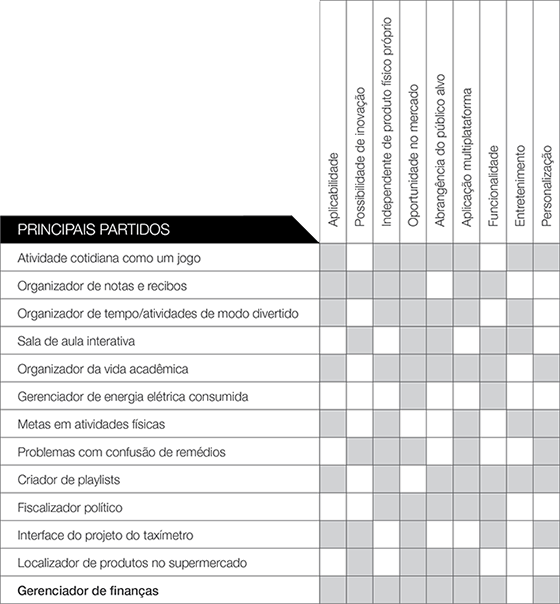 Aplicabilidade
Possibilidade de inovação
Independente de produto físico próprio
Oportunidade no mercado
Abrangência do público alvo
Aplicação multiplataforma
Funcionalidade
Entretenimento
Personalização
PRINCIPAIS PARTIDOS
Atividade cotidiana como um jogo
Organizador de notas e recibos
Organizador de tempo/atividades de modo divertido
Sala de aula interativa
Organizador da vida acadêmica
Gerenciador de energia elétrica consumida
Metas em atividades físicas
Problemas com confusão de remédios
Criador de playlists
Fiscalizador político
Interface do projeto do taxímetro
Localizador de produtos no supermercado
Gerenciador de finanças